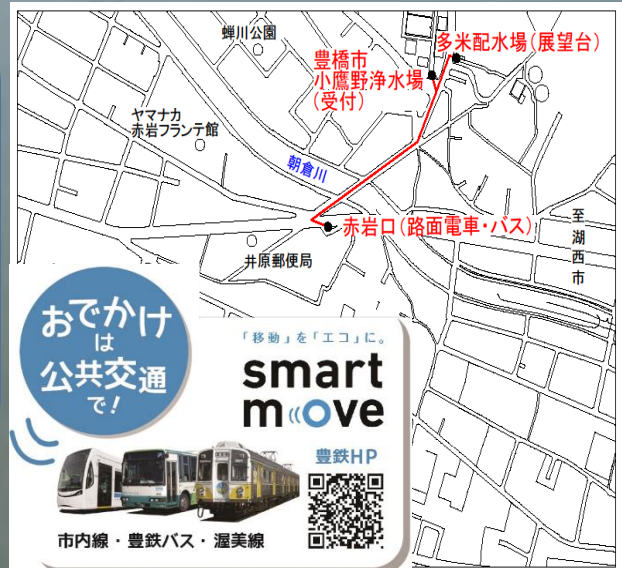 蝉川公園
多米配水場(展望台)
豊橋市
小鷹野浄水場
(受付)
ヤマナカ
赤岩フランテ館
朝倉川
赤岩口(路面電車・バス)
至湖西市
井原郵便局
おでかけ
は
公共交通
で!
「移動」を「エコ」に。
smart
move
豊鉄HP
市内線・豊鉄バス・渥美線